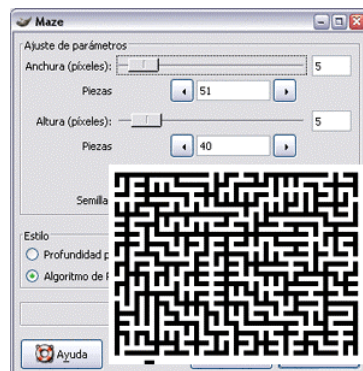 Maze
Ajuste de parámetros
Anchura (píxeles):
5
Piezas
51
Altura (píxeles):
5
Piezas
40
Semilla
Estilo
Profundidad
Algoritmo de
Ayuda